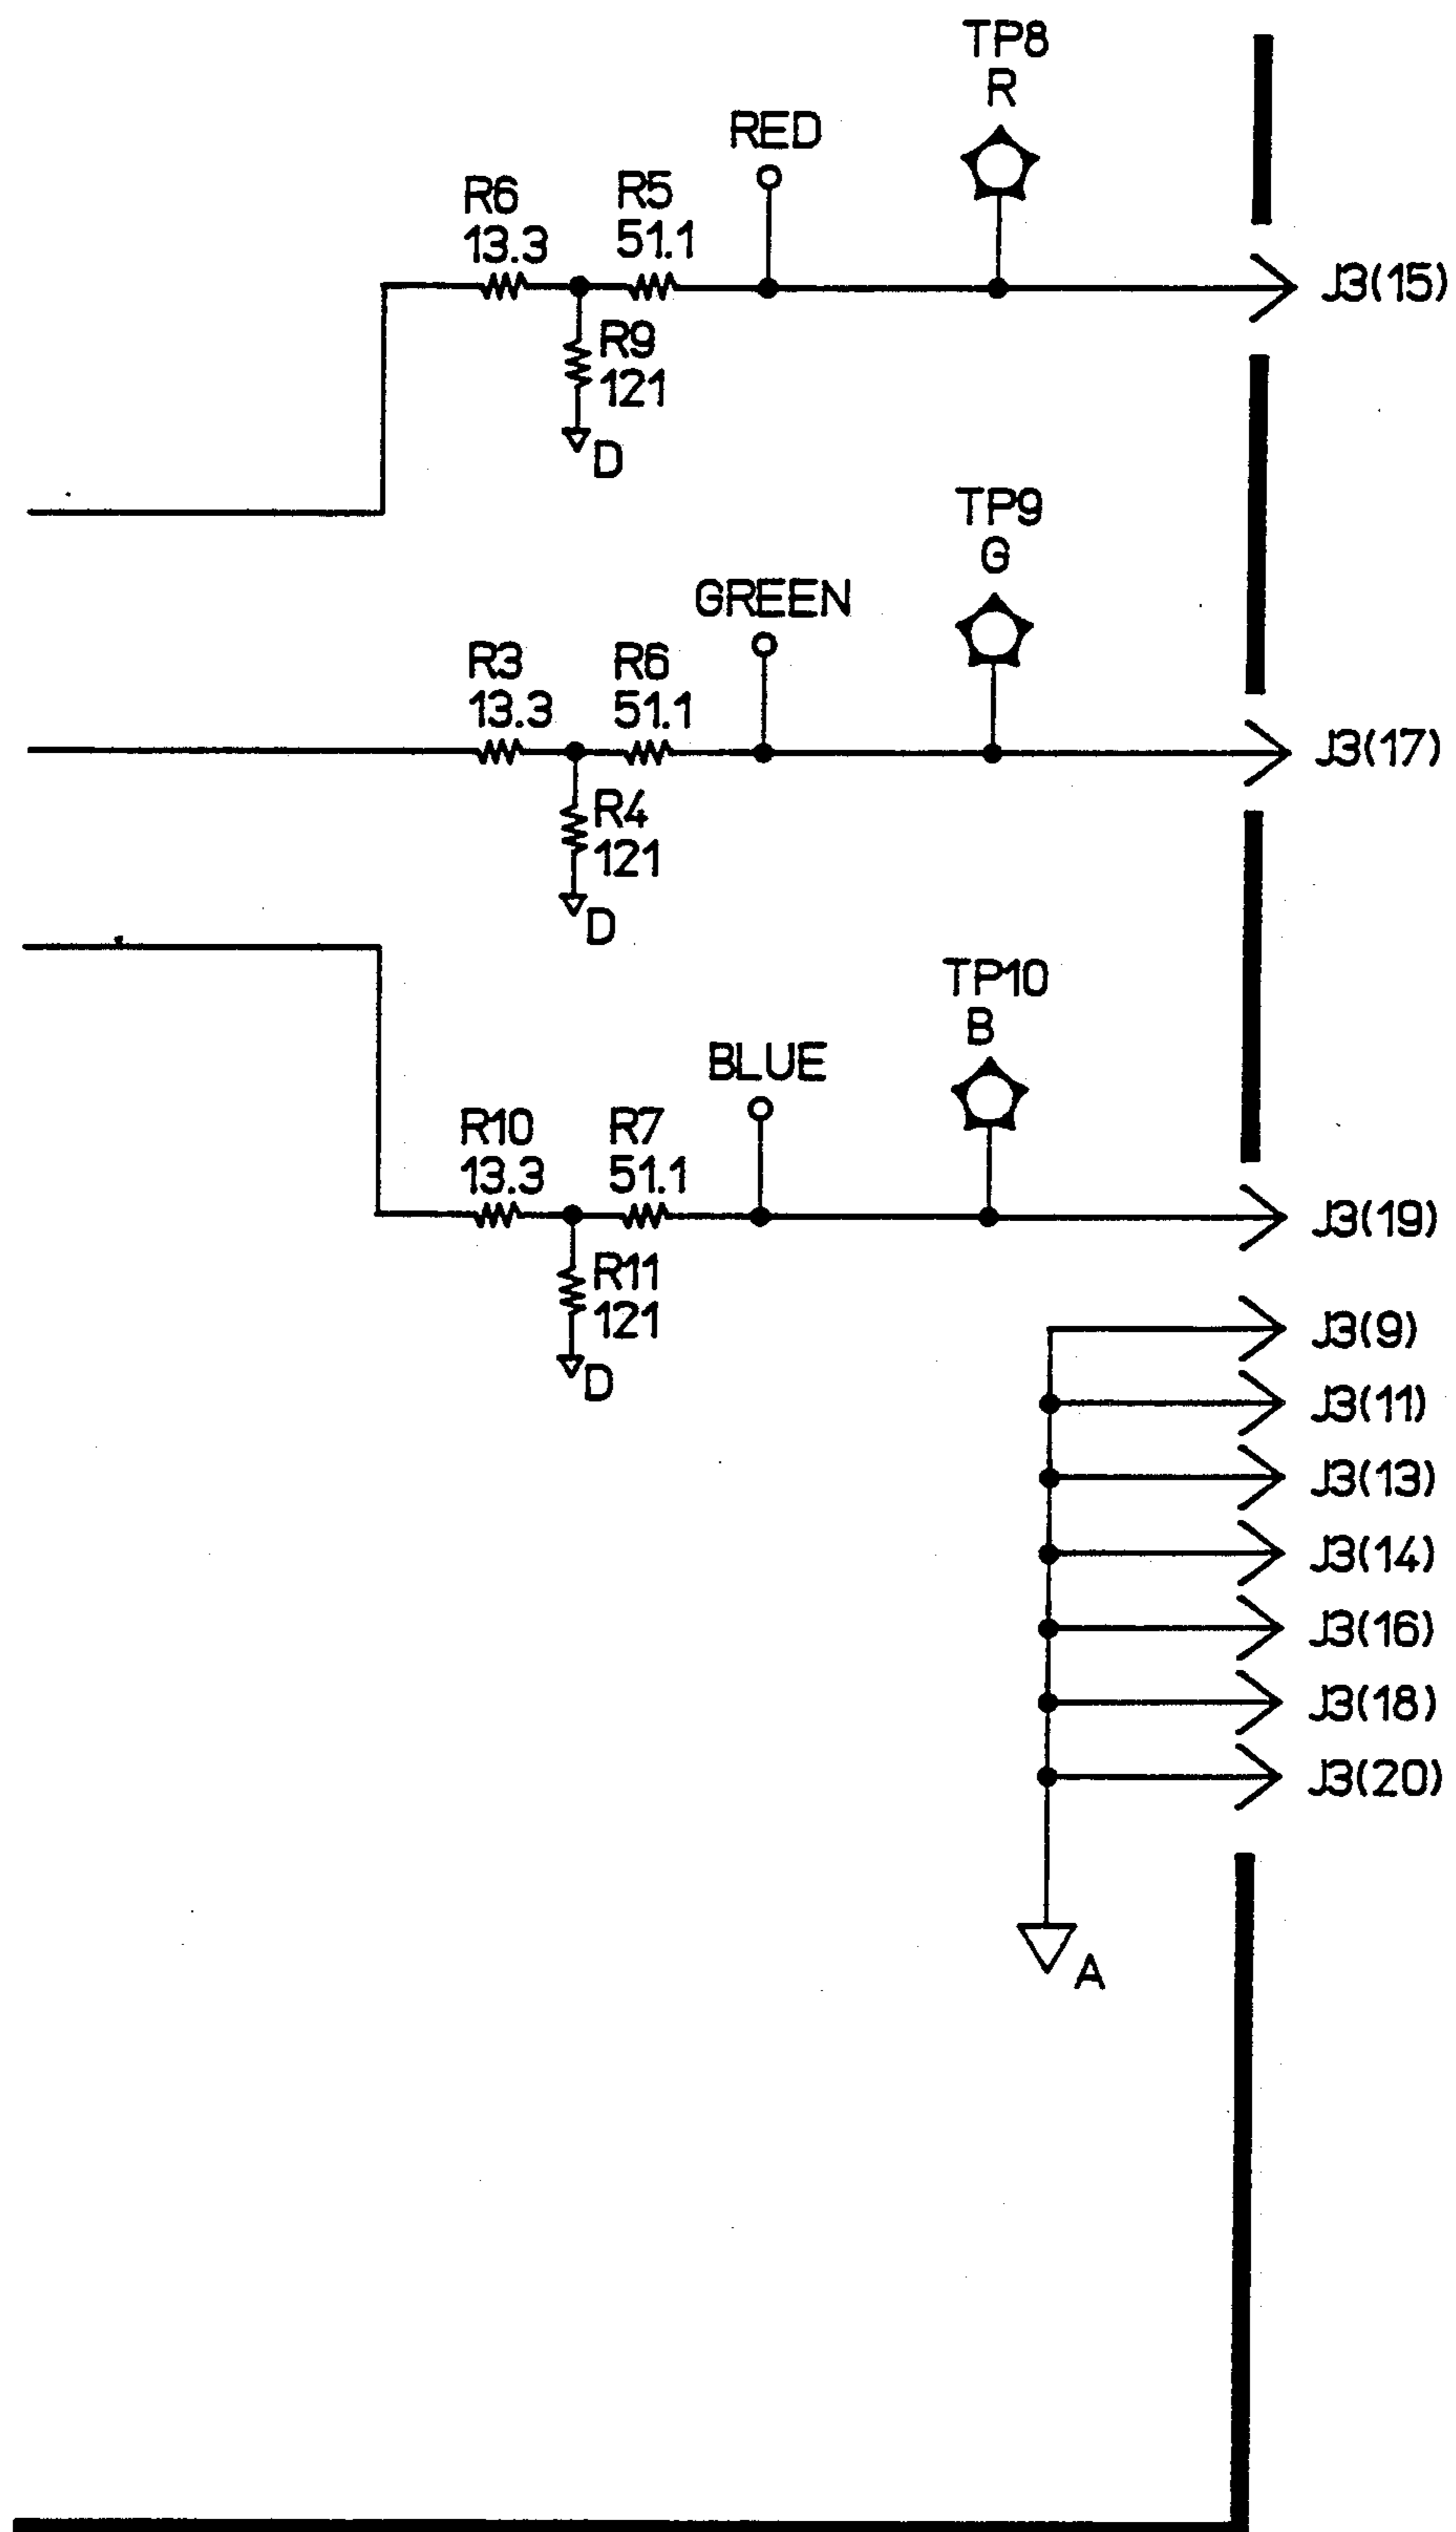 TP8
R
RED
R6
13.3
R5
51.1
J3(15)
R9
121
D
TP9
G
GREEN
R3
13.3
R6
51.1
J3(17)
R4
121
D
TP10
B
BLUE
R10
13.3
R7
51.1
J3(19)
R11
121
D
J3(9)
J3(11)
J3(13)
J3(14)
J3(16)
J3(18)
J3(20)
A